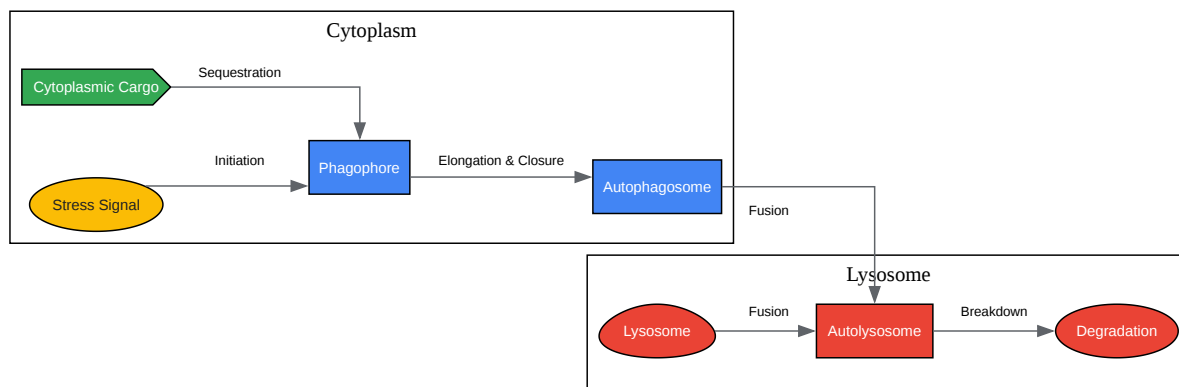 Cytoplasm
Sequestration
Cytoplasmic Cargo
Initiation
Phagophore
Elongation & Closure
Stress Signal
Autophagosome
Fusion
Lysosome
Lysosome
Fusion
Autolysosome
Breakdown
Degradation